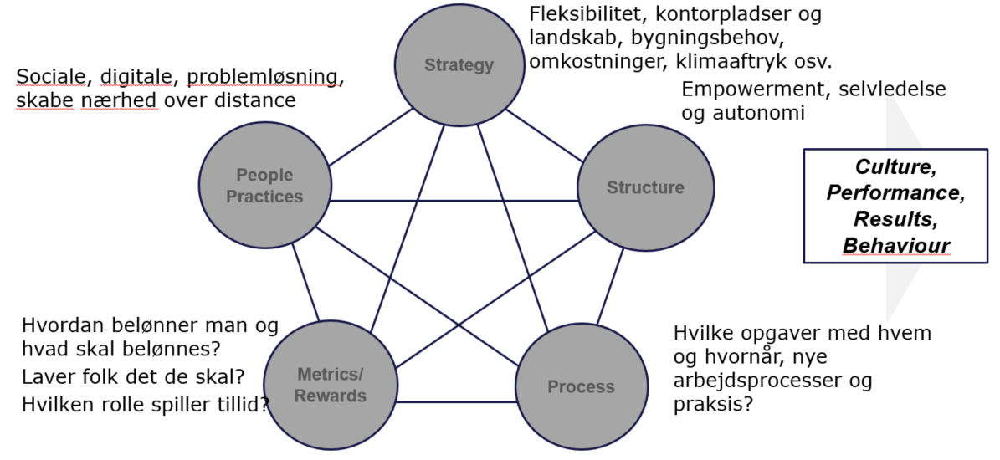 Fleksibilitet, kontorpladser og
landskab, bygningsbehov,
omkostninger, klimaaftryk osv.
Strategy
Sociale, digitale, problemløsning,
skabe nærhed over distance
Empowerment, selvledelse
og autonomi
People
Practices
Structure
Culture,
Performance,
Results,
Behaviour
Hvordan belønner man og
hvad skal belønnes?
Laver folk det de skal?
Hvilken rolle spiller tillid?
Metrics/
Rewards
Process
Hvilke opgaver med hvem
og hvornår, nye
arbejdsprocesser og
praksis?